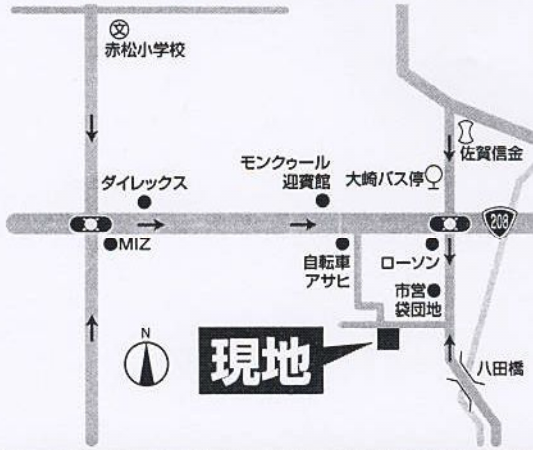 文
赤松小学校
佐賀信金
モンクゥール
迎賓館
大崎バス停
ダイレックス
208
MIZ
自転車
アサヒ
ローソン
市営
袋団地
N
現地
八田橋